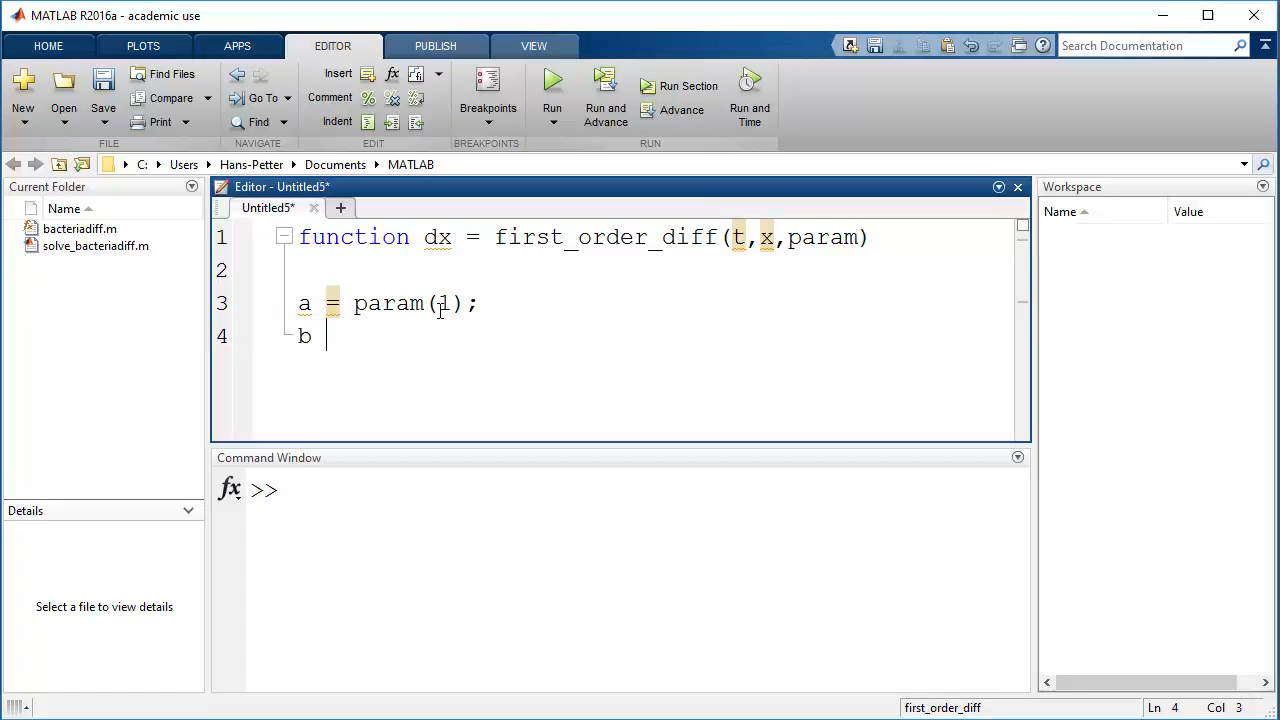 MATLAB R2016a - academic use
HOME PLOTS APPS EDITOR PUBLISH VIEW Search Documentation
New Open Save Find Files Compare Print
FILE
Go To Find
NAVIGATE
Insert fx
Comment
Indent
EDIT
Breakpoints
BREAKPOINTS
Run Run and Advance Run Section Advance Run and Time
RUN
C: Users Hans-Petter Documents MATLAB
Current Folder
Name
bacteriadiff.m
solve_bacteriadiff.m
Details
Select a file to view details
Editor - Untitled5*
Untitled5*
1 function dx = first_order_diff(t,x,param)
2
3 a = param(1);
4 b
Command Window
fx >>
Workspace
Name Value
first_order_diff Ln 4 Col 3